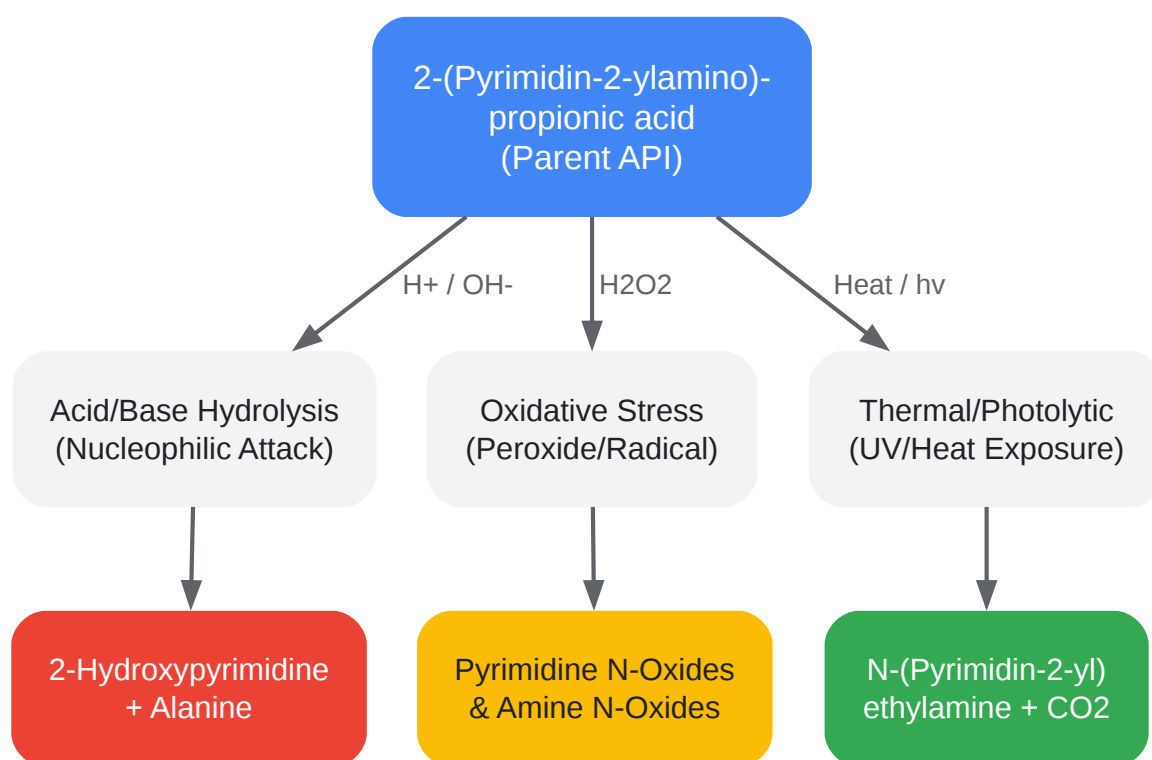 2-(Pyrimidin-2-ylamino)-
propionic acid
(Parent API)
H+ / OH-
H2O2
Heat / hv
Acid/Base Hydrolysis
(Nucleophilic Attack)
Oxidative Stress
(Peroxide/Radical)
Thermal/Photolytic
(UV/Heat Exposure)
2-Hydroxypyrimidine
+ Alanine
Pyrimidine N-Oxides
& Amine N-Oxides
N-(Pyrimidin-2-yl)
ethylamine + CO2